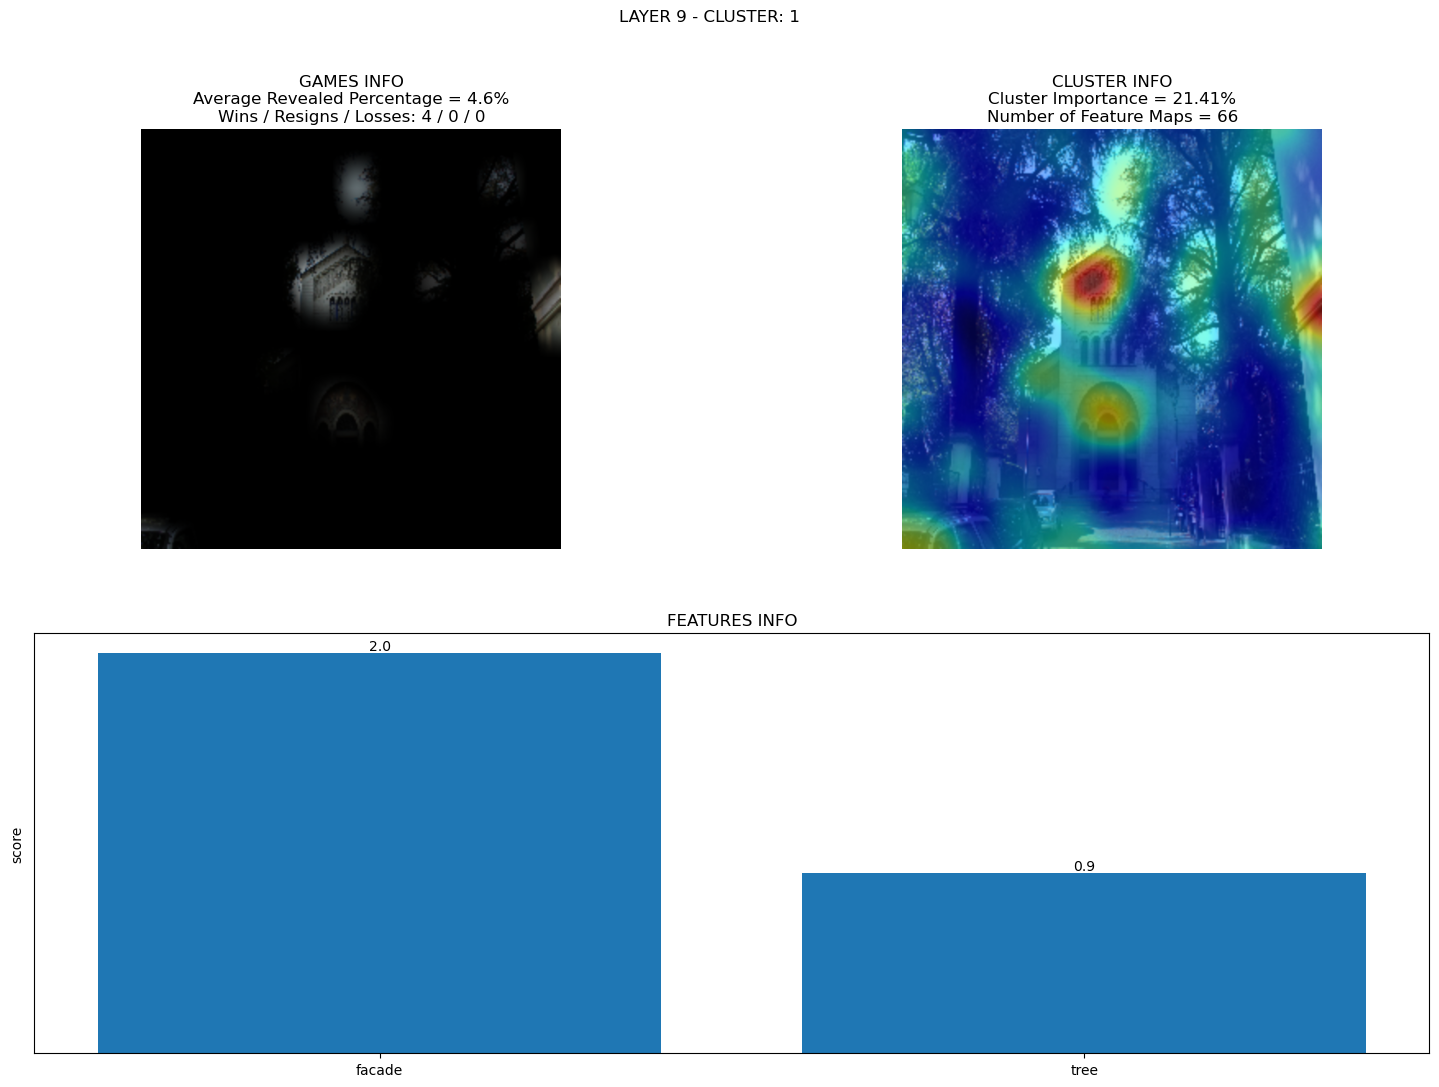 LAYER 9 - CLUSTER: 1
GAMES INFO
Average Revealed Percentage = 4.6%
Wins / Resigns / Losses: 4 / 0 / 0
CLUSTER INFO
Cluster Importance = 21.41%
Number of Feature Maps = 66
FEATURES INFO
2.0
0.9
score
facade
tree